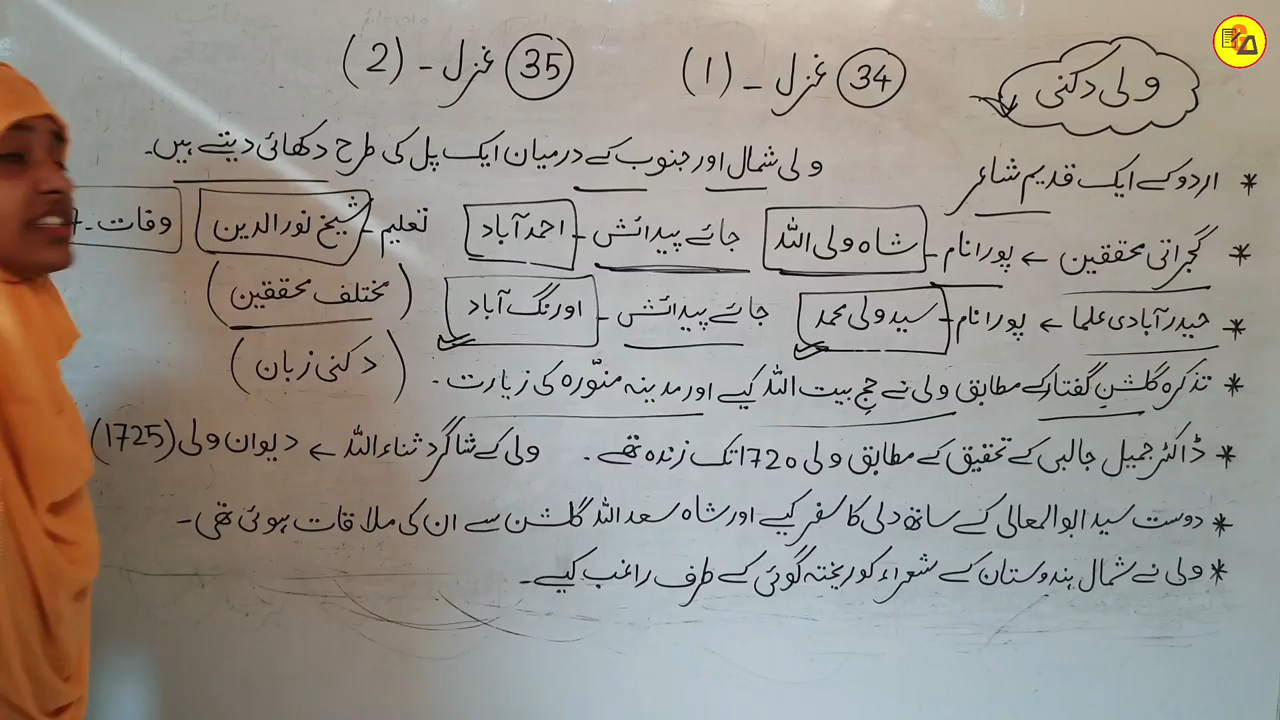 ولی دکنی
(34) غزل - (1)
(35) غزل - (2)
* اردو کے ایک قدیم شاعر
ولی شمال اور جنوب کے درمیان ایک پل کی طرح دکھائی دیتے ہیں۔
* گجراتی محققین ← پورا نام - شاہ ولی اللہ جائے پیدائش - احمد آباد تعلیم - شیخ نورالدین وفات -
* حیدرآبادی علما ← پورا نام - سید ولی محمد جائے پیدائش - اورنگ آباد (مختلف محققین)
(دکنی زبان)
* تذکرہ گلشنِ گفتار کے مطابق ولی نے حجِ بیت اللہ کیے اور مدینہ منوّرہ کی زیارت ۔
* ڈاکٹر جمیل جالبی کے تحقیق کے مطابق ولی 1720 تک زندہ تھے ۔ ولی کے شاگرد ثناء اللہ ← دیوان ولی (1725)
* دوست سید ابوالمعالی کے ساتھ دلی کا سفر کیے اور شاہ سعد اللہ گلشن سے ان کی ملاقات ہوئی تھی -
* ولی نے شمال ہندوستان کے شعراء کو ریختہ گوئی کے طرف راغب کیے۔